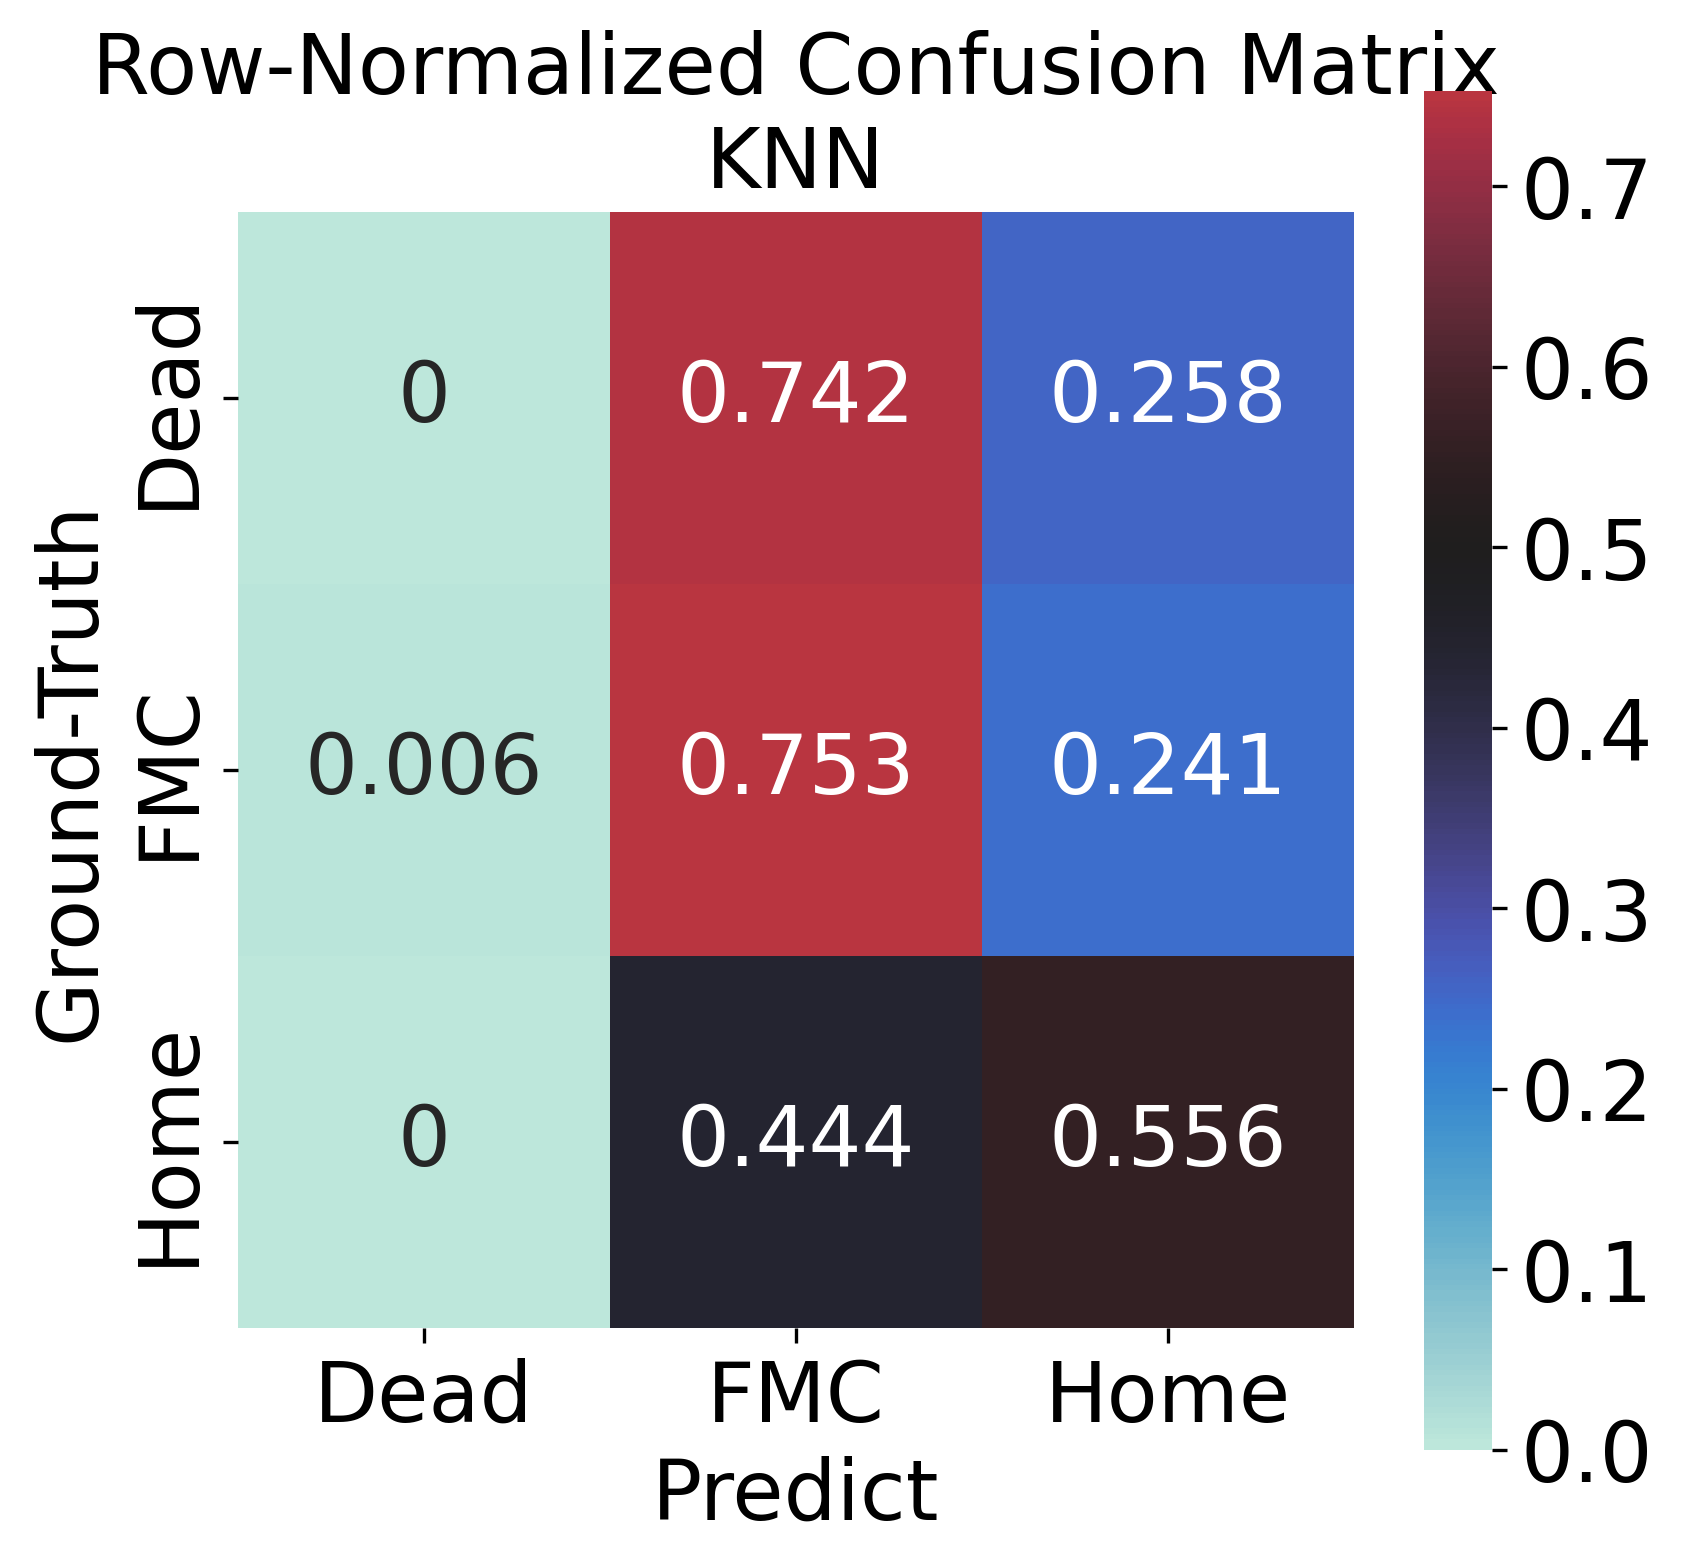 Row-Normalized Confusion Matrix
KNN
Ground-Truth
Dead
0
0.742
0.258
FMC
0.006
0.753
0.241
Home
0
0.444
0.556
Dead
FMC
Home
Predict
0.7
0.6
0.5
0.4
0.3
0.2
0.1
0.0